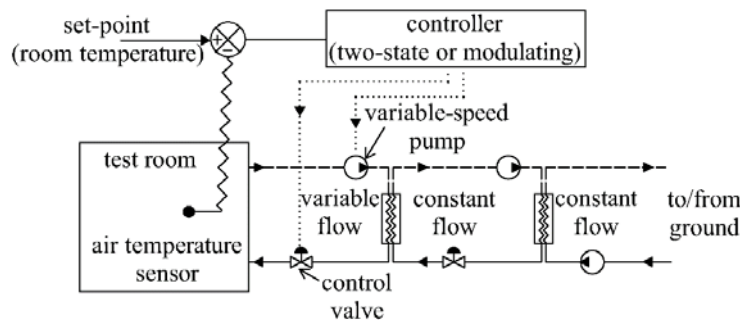 set-point
(room temperature)
+
-
controller
(two-state or modulating)
variable-speed
pump
test room
air temperature
sensor
variable
flow
constant
flow
constant
flow
to/from
ground
control
valve